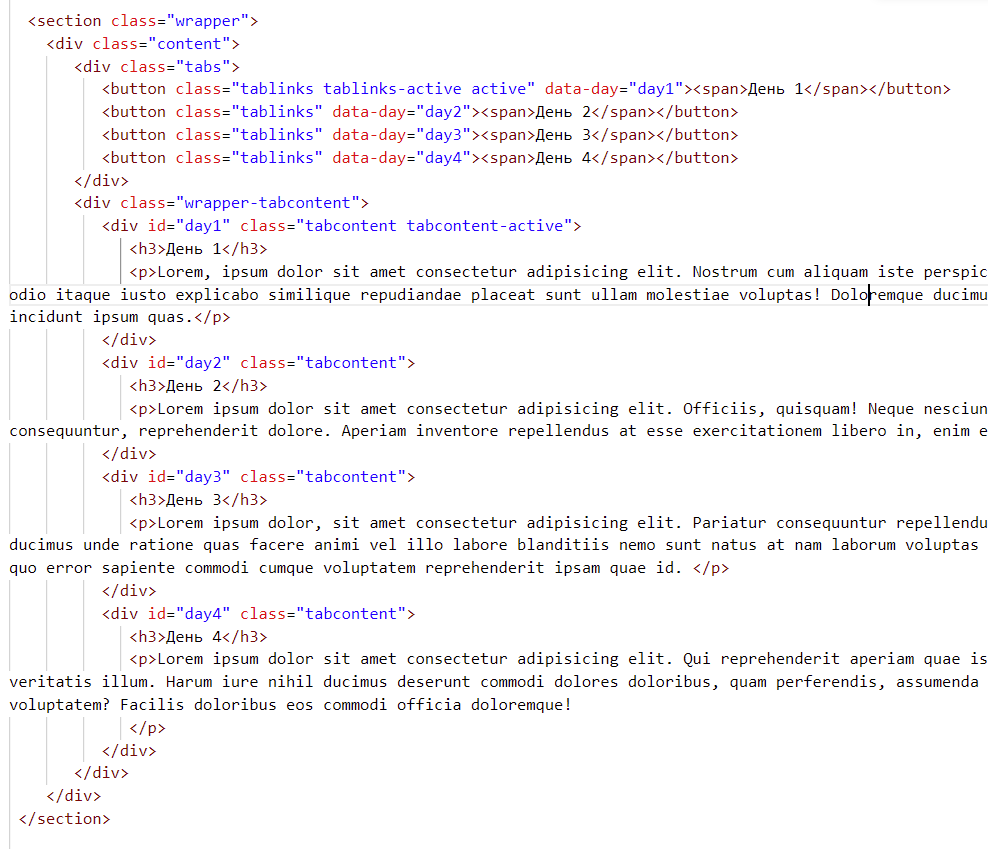 <section class="wrapper">
<div class="content">
<div class="tabs">
<button class="tablinks tablinks-active active" data-day="day1"><span>День 1</span></button>
<button class="tablinks" data-day="day2"><span>День 2</span></button>
<button class="tablinks" data-day="day3"><span>День 3</span></button>
<button class="tablinks" data-day="day4"><span>День 4</span></button>
</div>
<div class="wrapper-tabcontent">
<div id="day1" class="tabcontent tabcontent-active">
<h3>День 1</h3>
<p>Lorem, ipsum dolor sit amet consectetur adipisicing elit. Nostrum cum aliquam iste perspic
odio itaque iusto explicabo similique repudiandae placeat sunt ullam molestiae voluptas! Doloremque ducimu
incidunt ipsum quas.</p>
</div>
<div id="day2" class="tabcontent">
<h3>День 2</h3>
<p>Lorem ipsum dolor sit amet consectetur adipisicing elit. Officiis, quisquam! Neque nesciun
consequuntur, reprehenderit dolore. Aperiam inventore repellendus at esse exercitationem libero in, enim e
</div>
<div id="day3" class="tabcontent">
<h3>День 3</h3>
<p>Lorem ipsum dolor, sit amet consectetur adipisicing elit. Pariatur consequuntur repellendu
ducimus unde ratione quas facere animi vel illo labore blanditiis nemo sunt natus at nam laborum voluptas
quo error sapiente commodi cumque voluptatem reprehenderit ipsam quae id. </p>
</div>
<div id="day4" class="tabcontent">
<h3>День 4</h3>
<p>Lorem ipsum dolor sit amet consectetur adipisicing elit. Qui reprehenderit aperiam quae is
veritatis illum. Harum iure nihil ducimus deserunt commodi dolores doloribus, quam perferendis, assumenda
voluptatem? Facilis doloribus eos commodi officia doloremque!
</p>
</div>
</div>
</div>
</section>